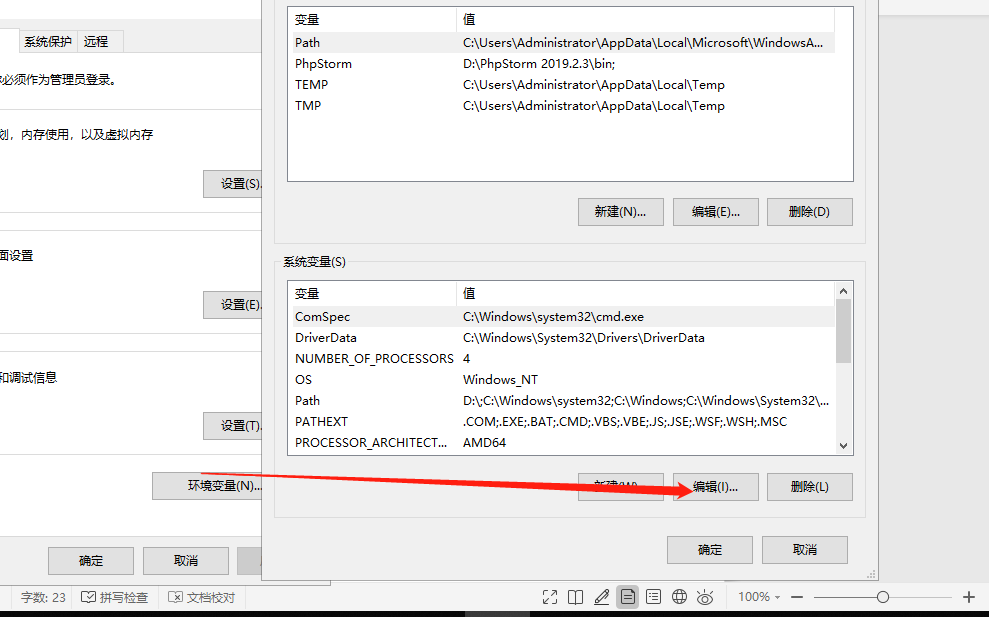 变量 值
Path C:\Users\Administrator\AppData\Local\Microsoft\WindowsA...
PhpStorm D:\PhpStorm 2019.2.3\bin;
TEMP C:\Users\Administrator\AppData\Local\Temp
TMP C:\Users\Administrator\AppData\Local\Temp
新建(N)... 编辑(E)... 删除(D)
系统保护 远程
必须作为管理员登录。
划，内存使用，以及虚拟内存
设置(S)
面设置
设置(E)
和调试信息
设置(T)
环境变量(N)...
确定 取消
系统变量(S)
变量 值
ComSpec C:\Windows\system32\cmd.exe
DriverData C:\Windows\System32\Drivers\DriverData
NUMBER_OF_PROCESSORS 4
OS Windows_NT
Path D:\;C:\Windows\system32;C:\Windows;C:\Windows\System32\...
PATHEXT .COM;.EXE;.BAT;.CMD;.VBS;.VBE;.JS;.JSE;.WSF;.WSH;.MSC
PROCESSOR_ARCHITECT... AMD64
新建(W)... 编辑(I)... 删除(L)
确定 取消
字数: 23 拼写检查 文档校对 100%